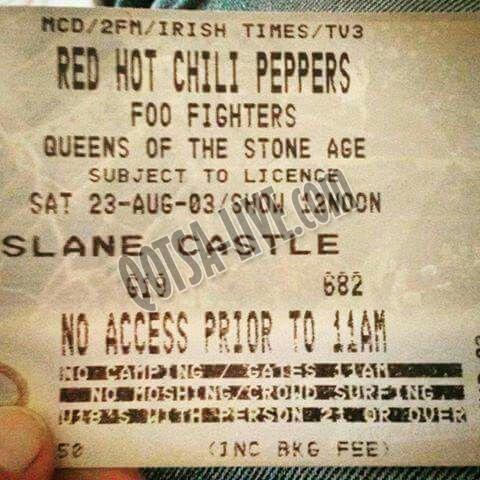 MCD/2FM/IRISH TIMES/TV3
RED HOT CHILI PEPPERS
FOO FIGHTERS
QUEENS OF THE STONE AGE
SUBJECT TO LICENCE
SAT 23-AUG-03/SHOW 12NOON
QOTSA-LIVE.com
SLANE CASTLE
G19 682
NO ACCESS PRIOR TO 11AM
NO CAMPING / GATES 11AM
NO MOSHING/CROWD SURFING
U18'S WITH PERSON 21 OR OVER
50 (INC BKG FEE)